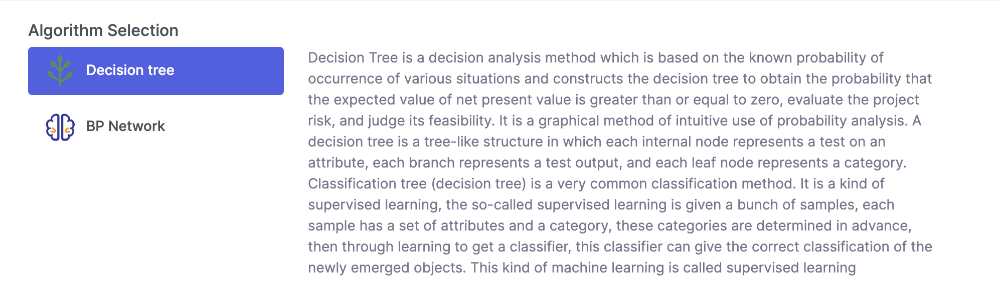 Algorithm Selection
Decision tree
BP Network
Decision Tree is a decision analysis method which is based on the known probability of
occurrence of various situations and constructs the decision tree to obtain the probability that
the expected value of net present value is greater than or equal to zero, evaluate the project
risk, and judge its feasibility. It is a graphical method of intuitive use of probability analysis. A
decision tree is a tree-like structure in which each internal node represents a test on an
attribute, each branch represents a test output, and each leaf node represents a category.
Classification tree (decision tree) is a very common classification method. It is a kind of
supervised learning, the so-called supervised learning is given a bunch of samples, each
sample has a set of attributes and a category, these categories are determined in advance,
then through learning to get a classifier, this classifier can give the correct classification of the
newly emerged objects. This kind of machine learning is called supervised learning